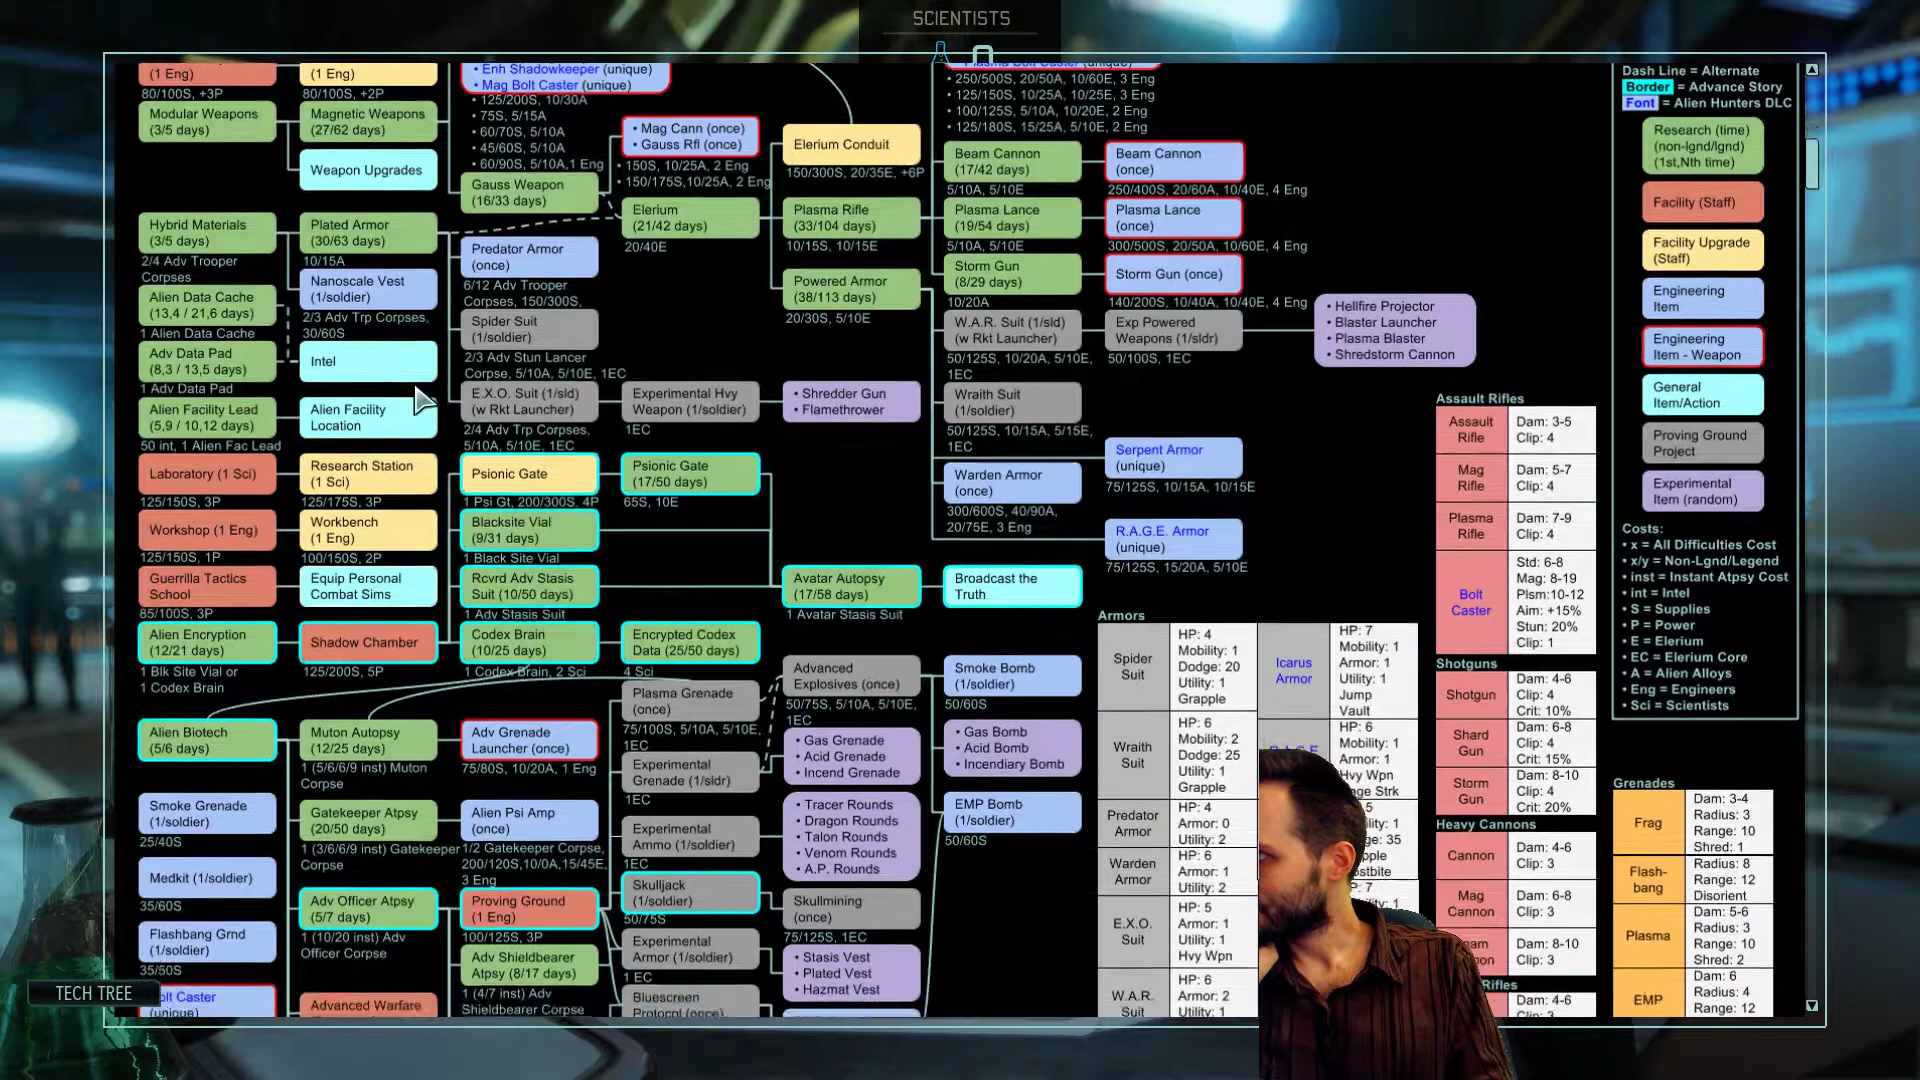 SCIENTISTS
(1 Eng)
80/100S, +3P
Modular Weapons
(3/5 days)
Hybrid Materials
(3/5 days)
2/4 Adv Trooper
Corpses
Alien Data Cache
(13,4 / 21,6 days)
1 Alien Data Cache
Adv Data Pad
(8,3 / 13,5 days)
1 Adv Data Pad
Alien Facility Lead
(5,9 / 10,12 days)
50 int, 1 Alien Fac Lead
Laboratory (1 Sci)
125/150S, 3P
Workshop (1 Eng)
125/150S, 1P
Guerrilla Tactics
School
85/100S, 3P
Alien Encryption
(12/21 days)
1 Blk Site Vial or
1 Codex Brain
Alien Biotech
(5/6 days)
Smoke Grenade
(1/soldier)
25/40S
Medkit (1/soldier)
35/60S
Flashbang Grnd
(1/soldier)
35/50S
olt Caster
(unique)
TECH TREE
(1 Eng)
80/100S, +2P
Magnetic Weapons
(27/62 days)
Weapon Upgrades
Plated Armor
(30/63 days)
10/15A
Nanoscale Vest
(1/soldier)
2/3 Adv Trp Corpses,
30/60S
Intel
Alien Facility
Location
Research Station
(1 Sci)
125/175S, 3P
Workbench
(1 Eng)
100/150S, 2P
Equip Personal
Combat Sims
Shadow Chamber
125/200S, 5P
Muton Autopsy
(12/25 days)
1 (5/6/6/9 inst) Muton
Corpse
Gatekeeper Atpsy
(20/50 days)
1 (3/6/6/9 inst) Gatekeeper
Corpse
Adv Officer Atpsy
(5/7 days)
1 (10/20 inst) Adv
Officer Corpse
Advanced Warfare
Enh Shadowkeeper (unique)
• Mag Bolt Caster (unique)
• 125/200S, 10/30A
• 75S, 5/15A
• 60/70S, 5/10A
• 45/60S, 5/10A
• 60/90S, 5/10A,1 Eng
Gauss Weapon
(16/33 days)
Predator Armor
(once)
6/12 Adv Trooper
Corpses, 150/300S,
Spider Suit
(1/soldier)
2/3 Adv Stun Lancer
Corpse, 5/10A, 5/10E, 1EC
E.X.O. Suit (1/sld)
(w Rkt Launcher)
2/4 Adv Trp Corpses,
5/10A, 5/10E, 1EC
Psionic Gate
1 Psi Gt, 200/300S, 4P
Blacksite Vial
(9/31 days)
1 Black Site Vial
Rcvrd Adv Stasis
Suit (10/50 days)
1 Adv Stasis Suit
Codex Brain
(10/25 days)
1 Codex Brain, 2 Sci
Adv Grenade
Launcher (once)
75/80S, 10/20A, 1 Eng
Alien Psi Amp
(once)
1/2 Gatekeeper Corpse,
200/120S,10/0A,15/45E,
3 Eng
Proving Ground
(1 Eng)
100/125S, 3P
Adv Shieldbearer
Atpsy (8/17 days)
1 (4/7 inst) Adv
Shieldbearer Corpse
• Mag Cann (once)
• Gauss Rfl (once)
• 150S, 10/25A, 2 Eng
• 150/175S,10/25A, 2 Eng
Elerium
(21/42 days)
20/40E
Experimental Hvy
Weapon (1/soldier)
1EC
Psionic Gate
(17/50 days)
65S, 10E
Encrypted Codex
Data (25/50 days)
4 Sci
Plasma Grenade
(once)
75/100S, 5/10A, 5/10E,
1EC
Experimental
Grenade (1/sldr)
1EC
Experimental
Ammo (1/soldier)
1EC
Skulljack
(1/soldier)
50/75S
Experimental
Armor (1/soldier)
1 EC
Bluescreen
Protocol (once)
Elerium Conduit
150/300S, 20/35E, +6P
Plasma Rifle
(33/104 days)
10/15S, 10/15E
Powered Armor
(38/113 days)
20/30S, 5/10E
• Shredder Gun
• Flamethrower
Avatar Autopsy
(17/58 days)
1 Avatar Stasis Suit
Advanced
Explosives (once)
50/75S, 5/10A, 5/10E,
1EC
• Gas Grenade
• Acid Grenade
• Incend Grenade
• Tracer Rounds
• Dragon Rounds
• Talon Rounds
• Venom Rounds
• A.P. Rounds
Skullmining
(once)
75/125S, 1EC
• Stasis Vest
• Plated Vest
• Hazmat Vest
• Plasma Bolt Caster (unique)
• 250/500S, 20/50A, 10/60E, 3 Eng
• 125/150S, 10/25A, 10/25E, 3 Eng
• 100/125S, 5/10A, 10/20E, 2 Eng
• 125/180S, 15/25A, 5/10E, 2 Eng
Beam Cannon
(17/42 days)
5/10A, 5/10E
Plasma Lance
(19/54 days)
5/10A, 5/10E
Storm Gun
(8/29 days)
10/20A
W.A.R. Suit (1/sld)
(w Rkt Launcher)
50/125S, 10/20A, 5/10E,
1EC
Wraith Suit
(1/soldier)
50/125S, 10/15A, 5/15E,
1EC
Warden Armor
(once)
300/600S, 40/90A,
20/75E, 3 Eng
Broadcast the
Truth
Smoke Bomb
(1/soldier)
50/60S
• Gas Bomb
• Acid Bomb
• Incendiary Bomb
EMP Bomb
(1/soldier)
50/60S
Beam Cannon
(once)
250/400S, 20/60A, 10/40E, 4 Eng
Plasma Lance
(once)
300/500S, 20/50A, 10/60E, 4 Eng
Storm Gun (once)
140/200S, 10/40A, 10/40E, 4 Eng
Exp Powered
Weapons (1/sldr)
50/100S, 1EC
Serpent Armor
(unique)
75/125S, 10/15A, 10/15E
R.A.G.E. Armor
(unique)
75/125S, 15/20A, 5/10E
• Hellfire Projector
• Blaster Launcher
• Plasma Blaster
• Shredstorm Cannon
Armors
Spider
Suit
HP: 4
Mobility: 1
Dodge: 20
Utility: 1
Grapple
Wraith
Suit
HP: 6
Mobility: 2
Dodge: 25
Utility: 1
Grapple
Predator
Armor
HP: 4
Armor: 0
Utility: 2
Warden
Armor
HP: 6
Armor: 1
Utility: 2
E.X.O.
Suit
HP: 5
Armor: 1
Utility: 1
Hvy Wpn
W.A.R.
Suit
HP: 6
Armor: 2
Utility: 1
Icarus
Armor
HP: 7
Mobility: 1
Armor: 1
Utility: 1
Jump
Vault
HP: 6
Mobility: 1
Armor: 1
Hvy Wpn
age Strk
5
ility: 1
ge: 35
pple
ostbite
P: 7
ility: 1
Assault Rifles
Assault
Rifle
Dam: 3-5
Clip: 4
Mag
Rifle
Dam: 5-7
Clip: 4
Plasma
Rifle
Dam: 7-9
Clip: 4
Bolt
Caster
Std: 6-8
Mag: 8-19
Plsm:10-12
Aim: +15%
Stun: 20%
Clip: 1
Shotguns
Shotgun
Dam: 4-6
Clip: 4
Crit: 10%
Shard
Gun
Dam: 6-8
Clip: 4
Crit: 15%
Storm
Gun
Dam: 8-10
Clip: 4
Crit: 20%
Heavy Cannons
Cannon
Dam: 4-6
Clip: 3
Mag
Cannon
Dam: 6-8
Clip: 3
am
on
Dam: 8-10
Clip: 3
Rifles
Dam: 4-6
Clip: 3
Dash Line = Alternate
Border = Advance Story
Font = Alien Hunters DLC
Research (time)
(non-lgnd/lgnd)
(1st,Nth time)
Facility (Staff)
Facility Upgrade
(Staff)
Engineering
Item
Engineering
Item - Weapon
General
Item/Action
Proving Ground
Project
Experimental
Item (random)
Costs:
• x = All Difficulties Cost
• x/y = Non-Lgnd/Legend
• inst = Instant Atpsy Cost
• int = Intel
• S = Supplies
• P = Power
• E = Elerium
• EC = Elerium Core
• A = Alien Alloys
• Eng = Engineers
• Sci = Scientists
Grenades
Frag
Dam: 3-4
Radius: 3
Range: 10
Shred: 1
Flash-
bang
Radius: 8
Range: 12
Disorient
Plasma
Dam: 5-6
Radius: 3
Range: 10
Shred: 2
EMP
Dam: 6
Radius: 4
Range: 12